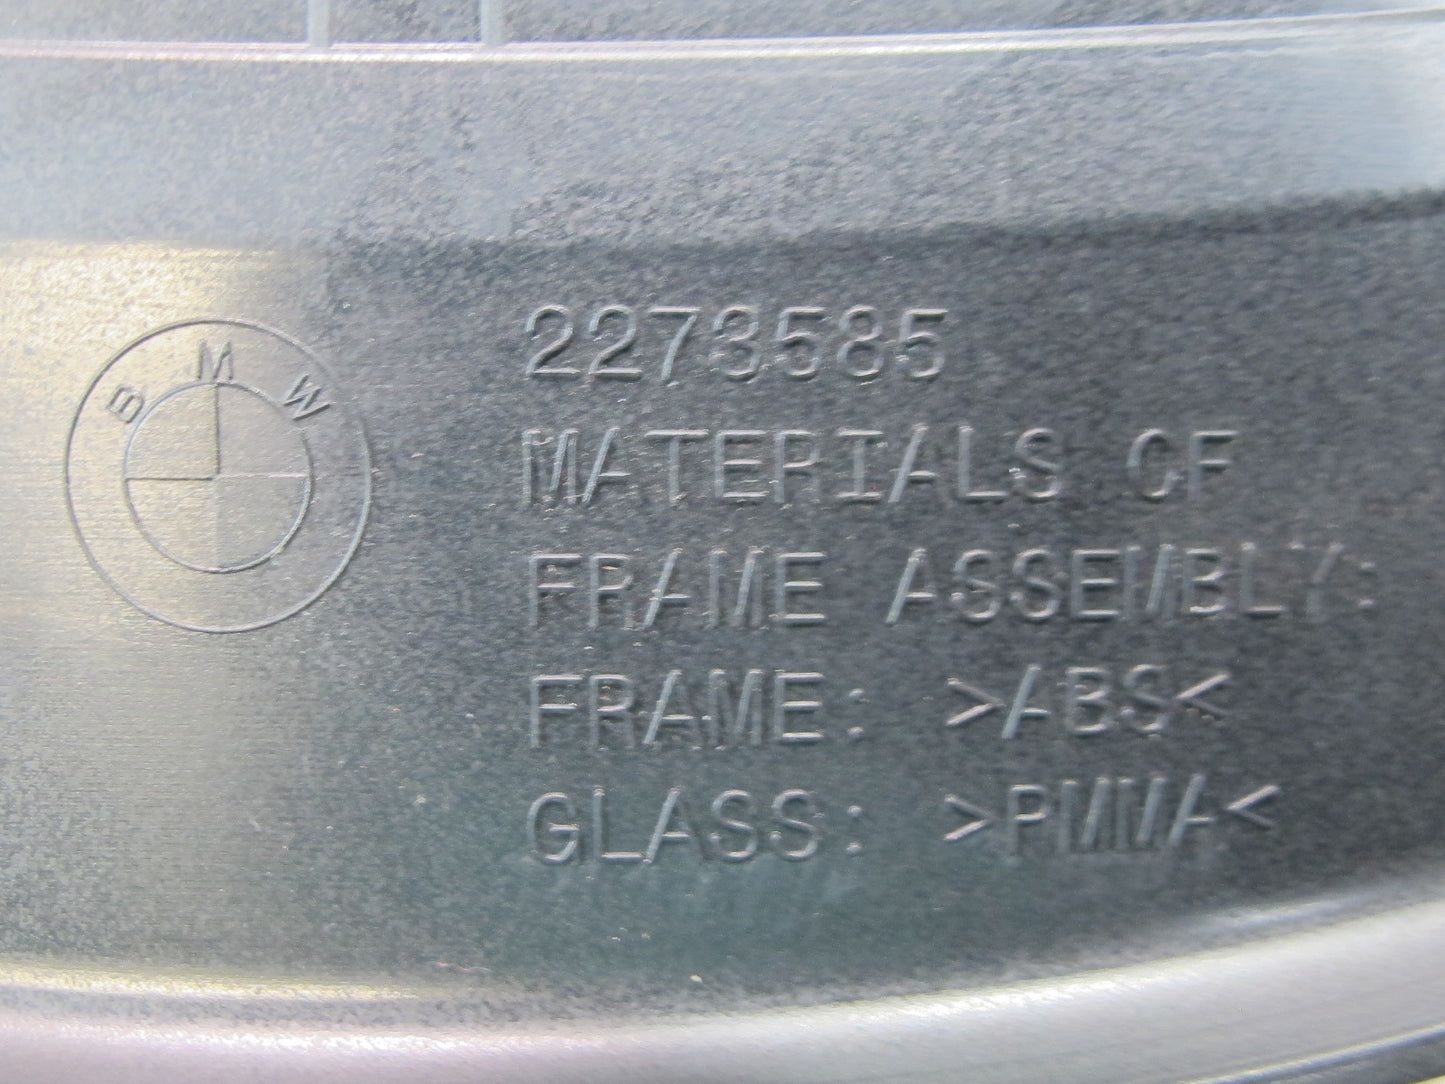 BMW
2273585
MATERIALS OF
FRAME ASSEMBLY:
FRAME: >ABS<
GLASS: >PMMA<